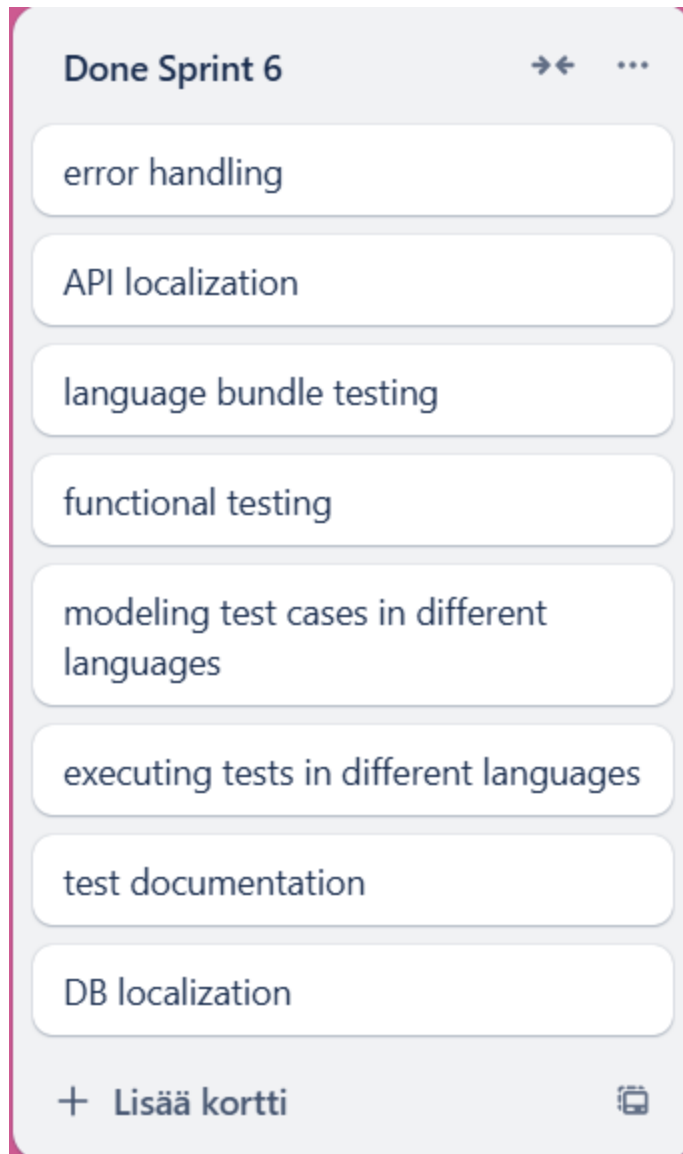 Done Sprint 6
error handling
API localization
language bundle testing
functional testing
modeling test cases in different
languages
executing tests in different languages
test documentation
DB localization
+ Lisää kortti